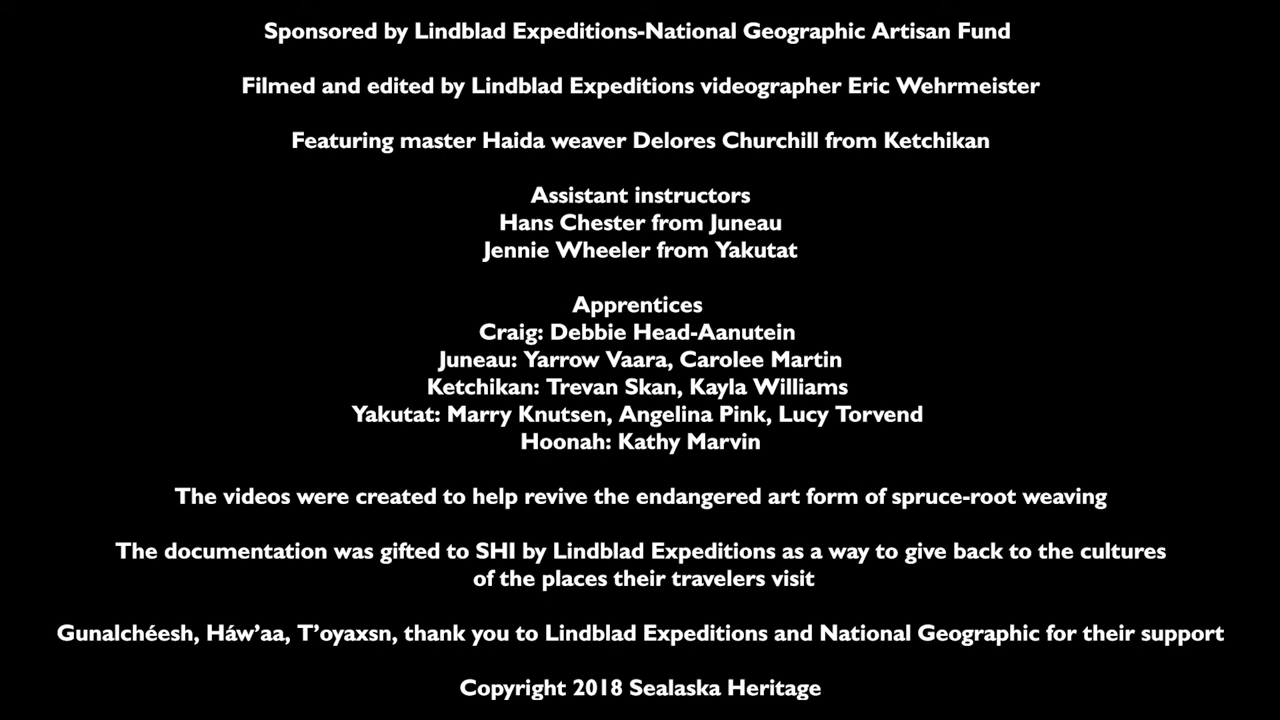 Sponsored by Lindblad Expeditions-National Geographic Artisan Fund
Filmed and edited by Lindblad Expeditions videographer Eric Wehrmeister
Featuring master Haida weaver Delores Churchill from Ketchikan
Assistant instructors
Hans Chester from Juneau
Jennie Wheeler from Yakutat
Apprentices
Craig: Debbie Head-Aanutein
Juneau: Yarrow Vaara, Carolee Martin
Ketchikan: Trevan Skan, Kayla Williams
Yakutat: Marry Knutsen, Angelina Pink, Lucy Torvend
Hoonah: Kathy Marvin
The videos were created to help revive the endangered art form of spruce-root weaving
The documentation was gifted to SHI by Lindblad Expeditions as a way to give back to the cultures
of the places their travelers visit
Gunalchéesh, Háw’aa, T’oyaxsn, thank you to Lindblad Expeditions and National Geographic for their support
Copyright 2018 Sealaska Heritage